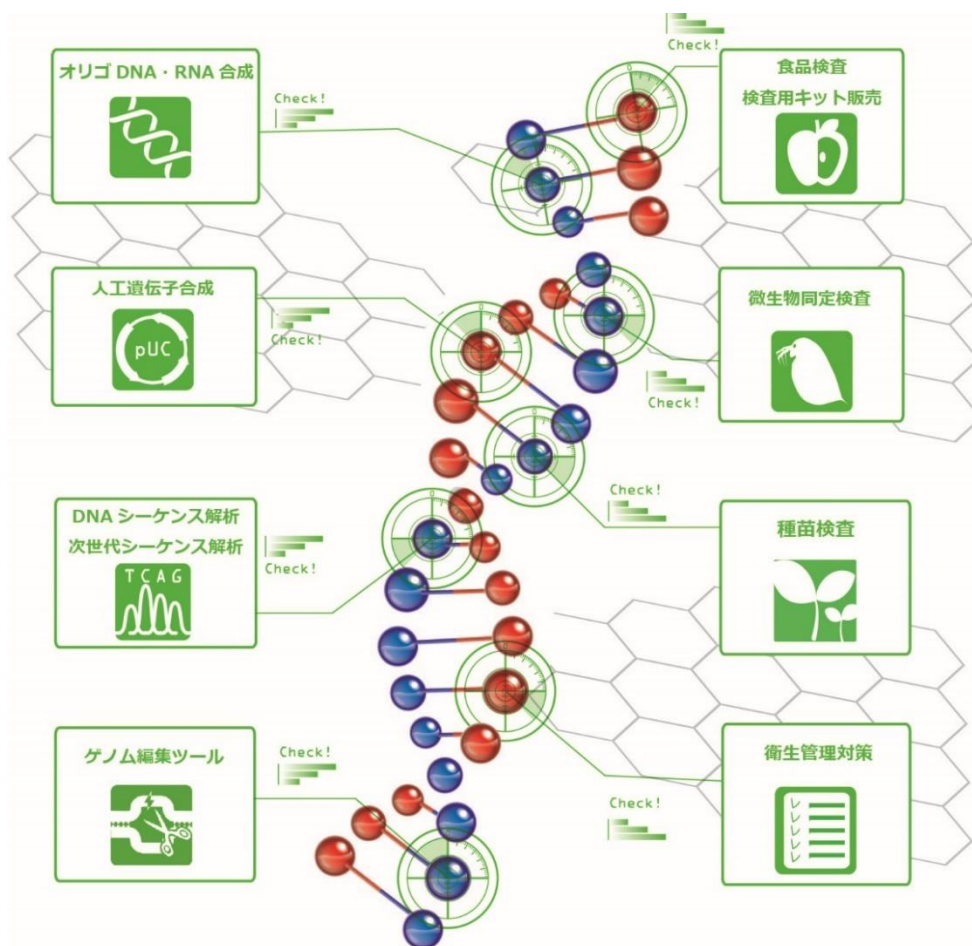 オリゴ DNA・RNA 合成
Check!
Check!
食品検査
検査用キット販売
人工遺伝子合成
pUC
Check!
微生物同定検査
Check!
DNA シーケンス解析
次世代シーケンス解析
TCAG
Check!
Check!
種苗検査
ゲノム編集ツール
Check!
衛生管理対策
Check!